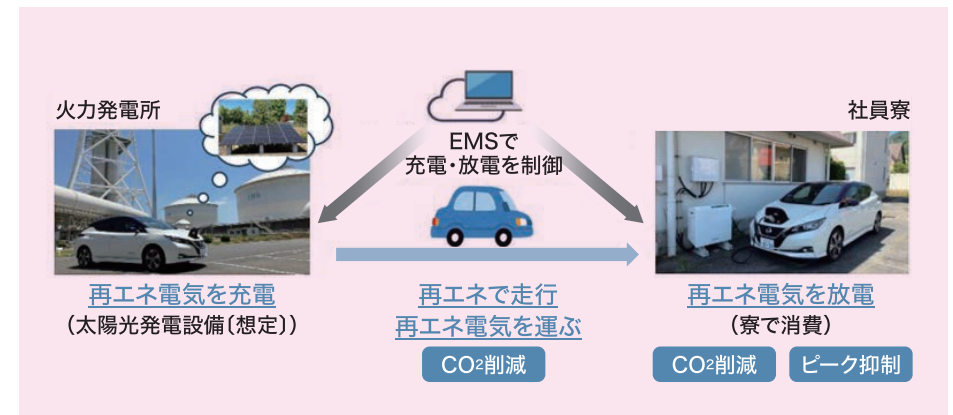 火力発電所
社員寮
EMSで
充電・放電を制御
再エネ電気を充電
(太陽光発電設備〔想定〕)
再エネで走行
再エネ電気を運ぶ
CO2削減
再エネ電気を放電
(寮で消費)
CO2削減
ピーク抑制